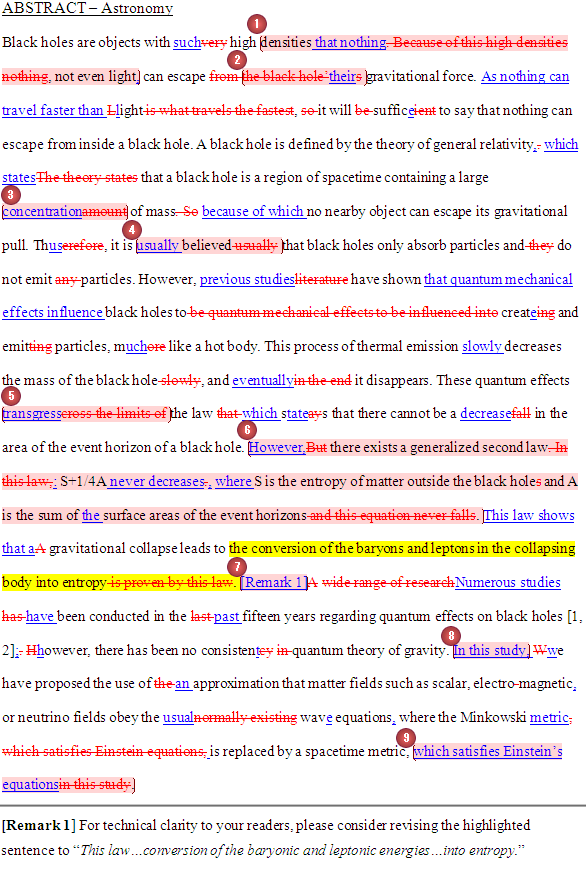 ABSTRACT – Astronomy
1
Black holes are objects with suchvery high densities that nothing. Because of this high densities
2
nothing, not even light, can escape from the black hole’theirs gravitational force. As nothing can
travel faster than Llight is what travels the fastest, so it will be sufficeient to say that nothing can
escape from inside a black hole. A black hole is defined by the theory of general relativity,. which
statesThe theory states that a black hole is a region of spacetime containing a large
3
concentrationamount of mass. So because of which no nearby object can escape its gravitational
4
pull. Thuserefore, it is usually believed usually that black holes only absorb particles and they do
not emit any particles. However, previous studiesliterature have shown that quantum mechanical
effects influence black holes to be quantum mechanical effects to be influenced into createing and
emitting particles, muchore like a hot body. This process of thermal emission slowly decreases
the mass of the black hole slowly, and eventuallyin the end it disappears. These quantum effects
5
transgresscross the limits of the law that which stateays that there cannot be a decreasefall in the
6
area of the event horizon of a black hole. However,But there exists a generalized second law. In
this law,: S+1/4A never decreases., where S is the entropy of matter outside the black holes and A
is the sum of the surface areas of the event horizons and this equation never falls. This law shows
that aA gravitational collapse leads to the conversion of the baryons and leptons in the collapsing
7
body into entropy is proven by this law. [Remark 1]A wide range of researchNumerous studies
has have been conducted in the last past fifteen years regarding quantum effects on black holes [1,
8
2];. Hhowever, there has been no consistentcy in quantum theory of gravity. In this study, Wwe
have proposed the use of the an approximation that matter fields such as scalar, electro-magnetic,
or neutrino fields obey the usualnormally existing wave equations, where the Minkowski metric,
9
which satisfies Einstein equations, is replaced by a spacetime metric, which satisfies Einstein’s
equationsin this study.
[Remark 1] For technical clarity to your readers, please consider revising the highlighted
sentence to “This law…conversion of the baryonic and leptonic energies…into entropy.”